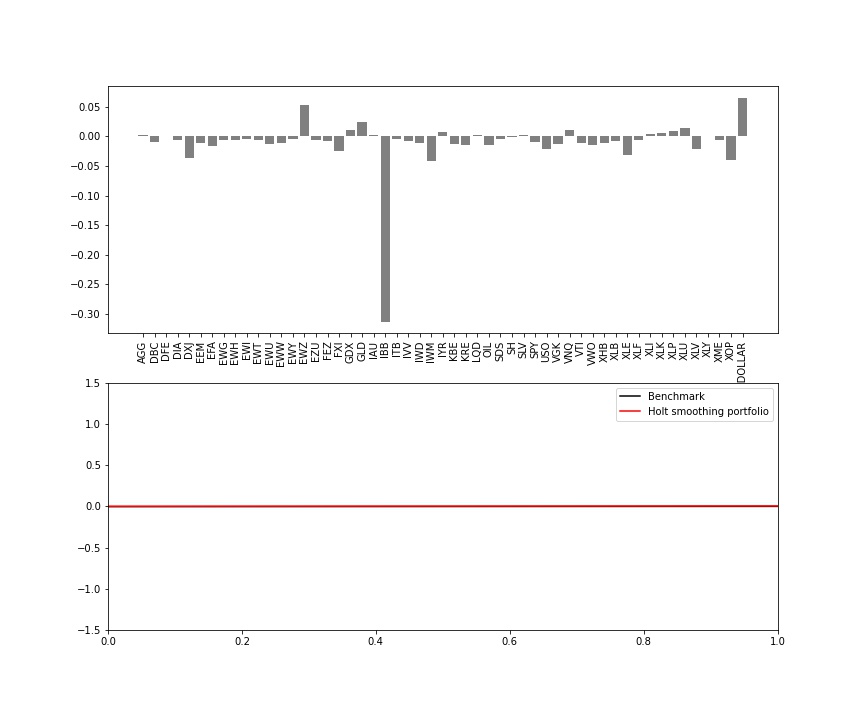 0.05
0.00
−0.05
−0.10
−0.15
−0.20
−0.25
−0.30
AGG
DBC
DFE
DIA
DXJ
EEM
EFA
EWG
EWH
EWI
EWT
EWU
EWW
EWY
EWZ
EZU
FEZ
FXI
GDX
GLD
IAU
IBB
ITB
IVV
IWD
IWM
IYR
KBE
KRE
LQD
OIL
SDS
SH
SLV
SPY
USO
VGK
VNQ
VTI
VWO
XHB
XLB
XLE
XLF
XLI
XLK
XLP
XLU
XLV
XLY
XME
XOP
DOLLAR
1.5
1.0
0.5
0.0
−0.5
−1.0
−1.5
Benchmark
Holt smoothing portfolio
0.0
0.2
0.4
0.6
0.8
1.0